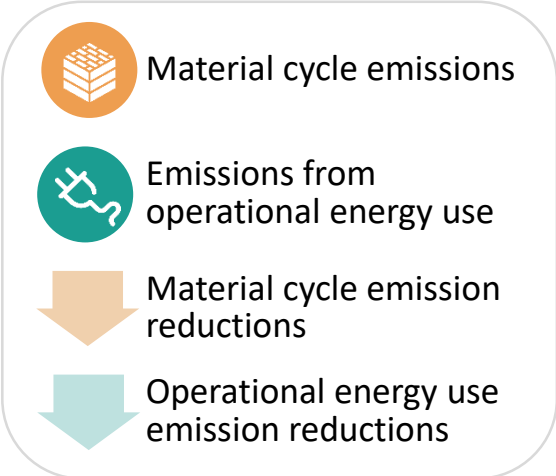 Material cycle emissions
Emissions from
operational energy use
Material cycle emission
reductions
Operational energy use
emission reductions